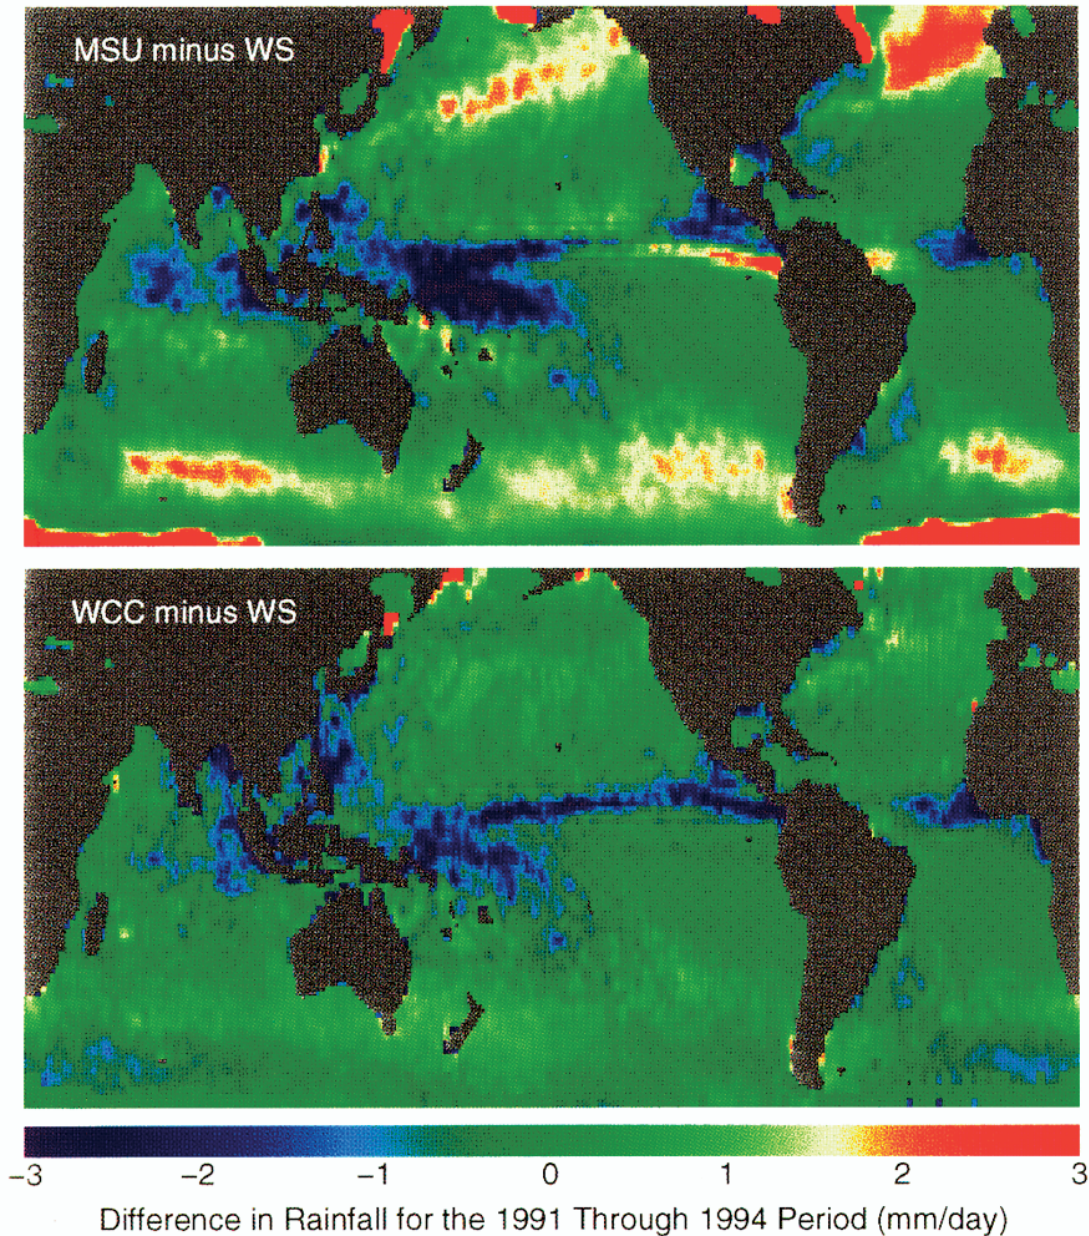 MSU minus WS
WCC minus WS
−3 −2 −1 0 1 2 3
Difference in Rainfall for the 1991 Through 1994 Period (mm/day)